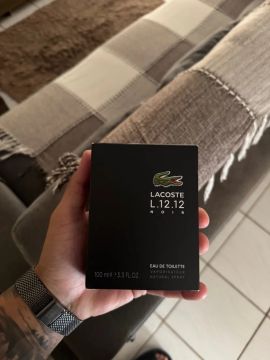 LACOSTE
L.12.12
NOIR
EAU DE TOILETTE
100 ml ℮ 3.3 FL.OZ
VAPORISATEUR
NATURAL SPRAY